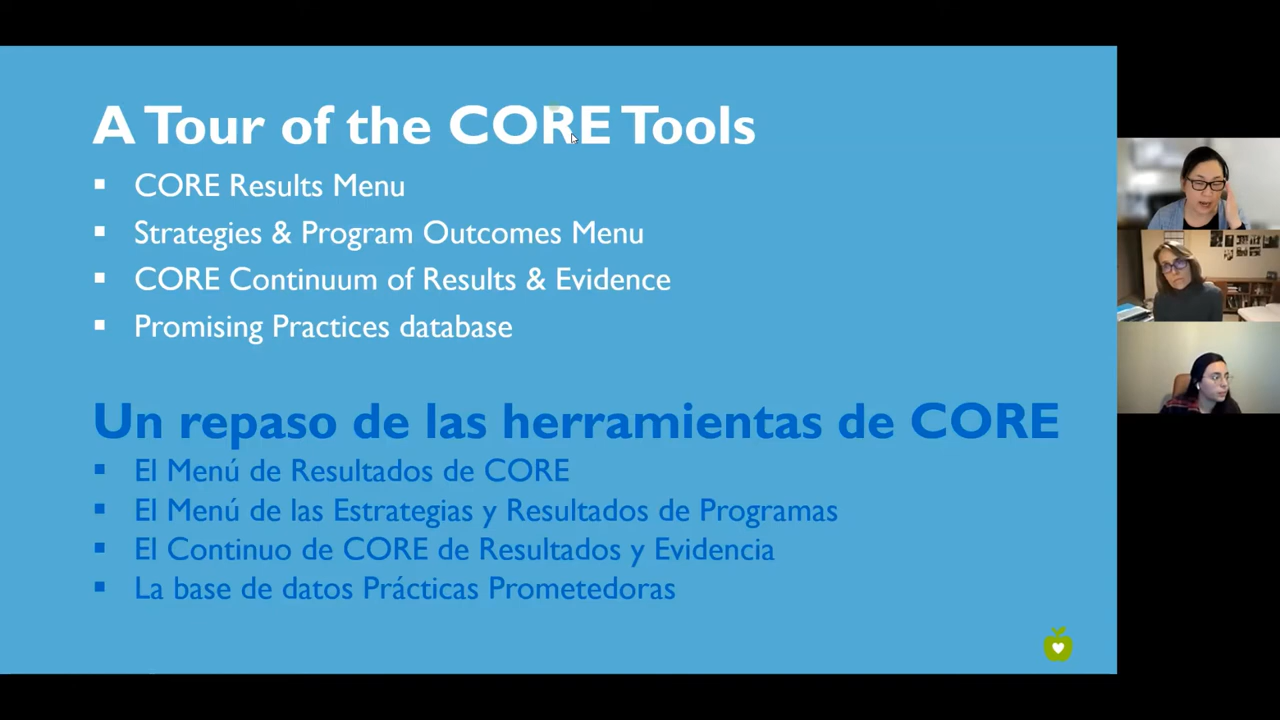 A Tour of the CORE Tools
▪ CORE Results Menu
▪ Strategies & Program Outcomes Menu
▪ CORE Continuum of Results & Evidence
▪ Promising Practices database
Un repaso de las herramientas de CORE
▪ El Menú de Resultados de CORE
▪ El Menú de las Estrategias y Resultados de Programas
▪ El Continuo de CORE de Resultados y Evidencia
▪ La base de datos Prácticas Prometedoras